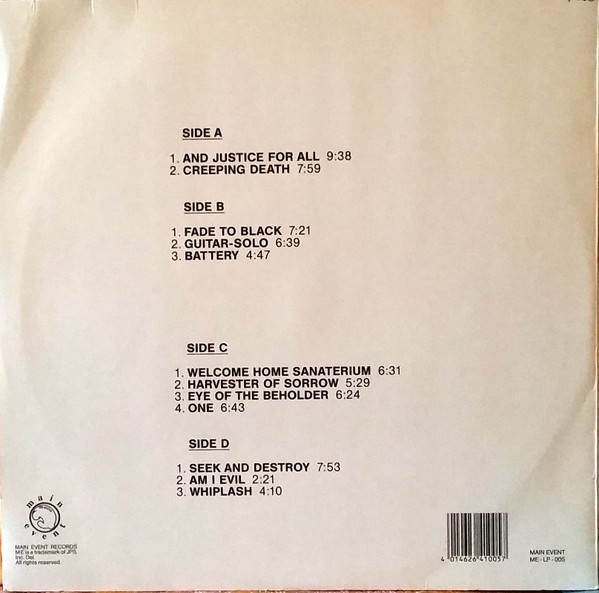 SIDE A
1. AND JUSTICE FOR ALL 9:38
2. CREEPING DEATH 7:59
SIDE B
1. FADE TO BLACK 7:21
2. GUITAR-SOLO 6:39
3. BATTERY 4:47
SIDE C
1. WELCOME HOME SANATERIUM 6:31
2. HARVESTER OF SORROW 5:29
3. EYE OF THE BEHOLDER 6:24
4. ONE 6:43
SIDE D
1. SEEK AND DESTROY 7:53
2. AM I EVIL 2:21
3. WHIPLASH 4:10
main event
MAIN EVENT RECORDS
M E is a trademark of JPS.
Inc. Del.
All rights reserved.
4 014626 410057
MAIN EVENT
ME-LP-005